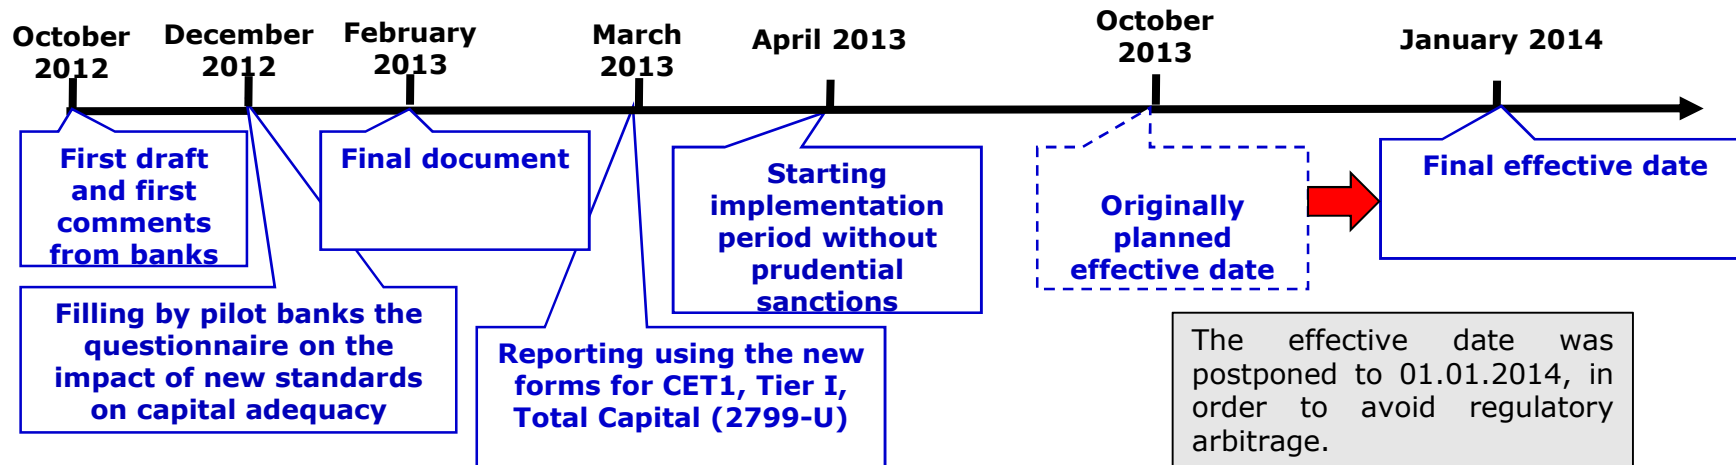 October
2012
December
2012
February
2013
March
2013
April 2013
October
2013
January 2014
First draft
and first
comments
from banks
Filling by pilot banks the
questionnaire on the
impact of new standards
on capital adequacy
Final document
Reporting using the new
forms for CET1, Tier I,
Total Capital (2799-U)
Starting
implementation
period without
prudential
sanctions
Originally
planned
effective date
Final effective date
The effective date was
postponed to 01.01.2014, in
order to avoid regulatory
arbitrage.